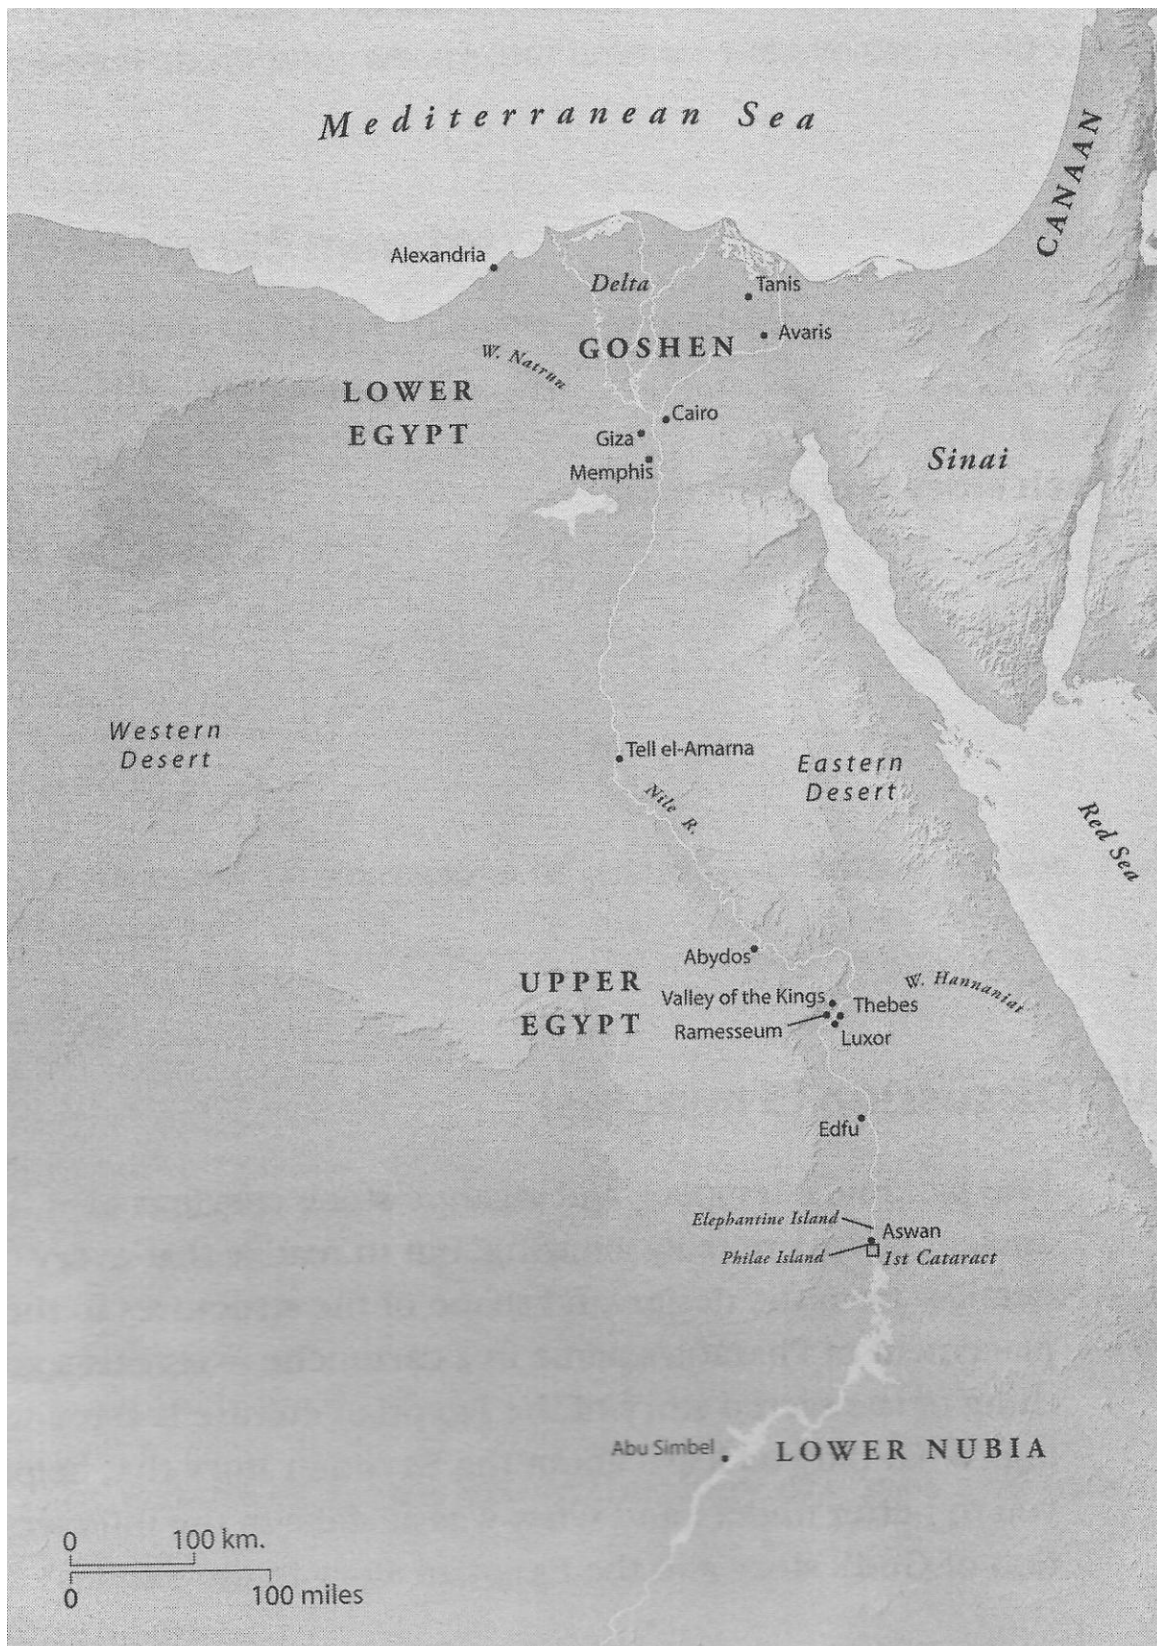 Mediterranean Sea
CANAAN
Alexandria
Delta
Tanis
Avaris
GOSHEN
W. Natrun
LOWER
EGYPT
Cairo
Giza
Memphis
Sinai
Western
Desert
Tell el-Amarna
Eastern
Desert
Nile R.
Red Sea
Abydos
UPPER
EGYPT
Valley of the Kings
Thebes
W. Hannaniat
Ramesseum
Luxor
Edfu
Elephantine Island
Aswan
Philae Island
1st Cataract
Abu Simbel
LOWER NUBIA
0 100 km.
0 100 miles